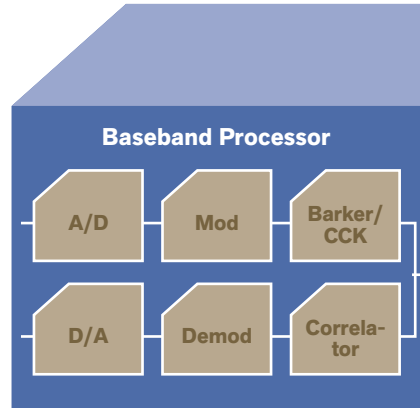 Baseband Processor
A/D
Mod
Barker/
CCK
D/A
Demod
Correla-
tor